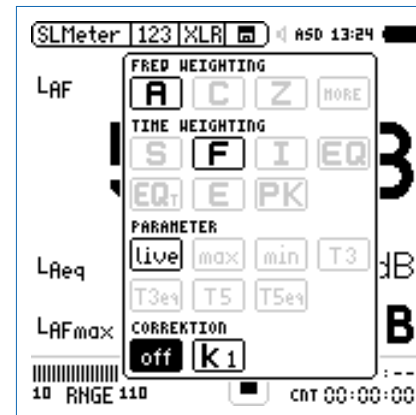 SLMeter 123 XLR ASD 13:24
LAF
FREQ WEIGHTING
A C Z MORE
TIME WEIGHTING
S F I EQ
EQT E PK
PARAMETER
live max min T3
T3eq T5 T5eq
LAeq
dB
LAFmax
B
CORREKTION
off K1
10 RNGE 110
CNT 00:00:00